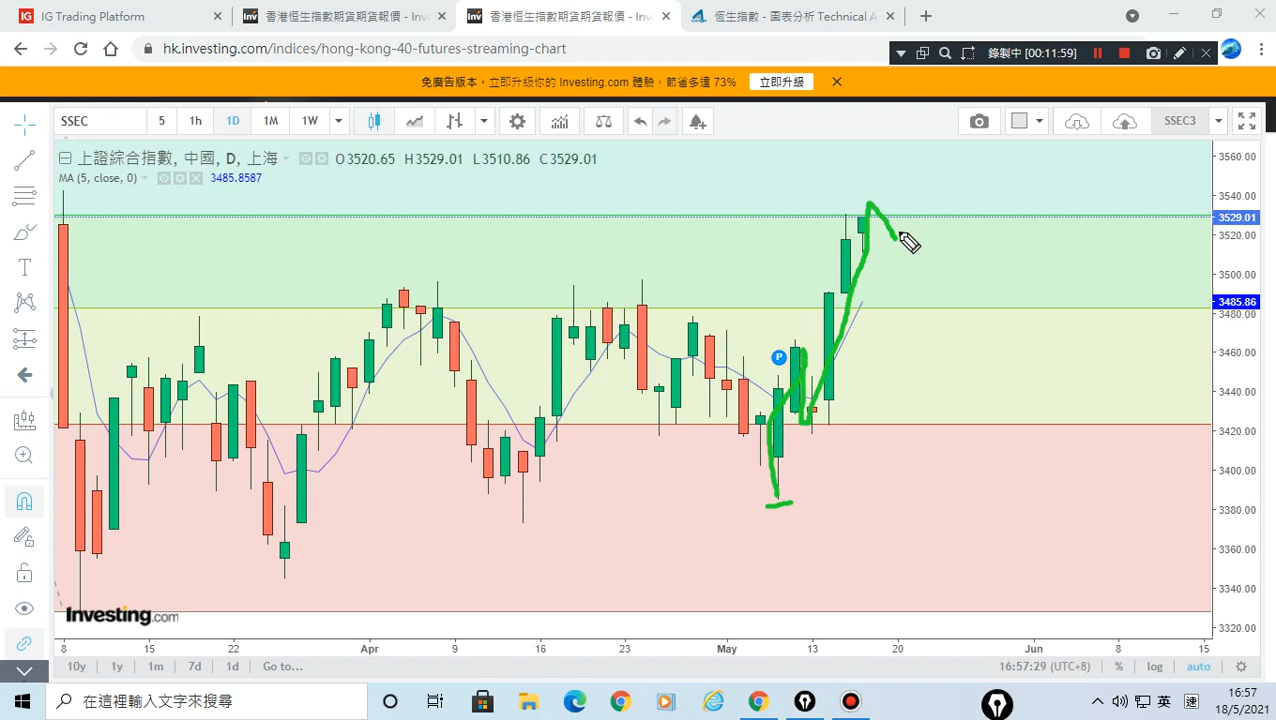 IG Trading Platform
香港恒生指數期貨期貨報價 - Inv
香港恒生指數期貨期貨報價 - Inv
恆生指數 - 圖表分析 Technical A
hk.investing.com/indices/hong-kong-40-futures-streaming-chart
錄製中 [00:11:59]
免廣告版本。立即升級你的 Investing.com 體驗，節省多達 73%
立即升級
SSEC
5
1h
1D
1M
1W
SSEC3
上證綜合指數, 中國, D, 上海
O3520.65 H3529.01 L3510.86 C3529.01
MA (5, close, 0)
3485.8587
3560.00
3540.00
3529.01
3520.00
3500.00
3485.86
3480.00
3460.00
3440.00
3420.00
3400.00
3380.00
3360.00
3340.00
3320.00
P
Investing.com
8 15 22 Apr 9 16 23 May 13 20 Jun 8 15
10y 1y 1m 7d 1d Go to...
16:57:29 (UTC+8) % log auto
在這裡輸入文字來搜尋
英
16:57
18/5/2021